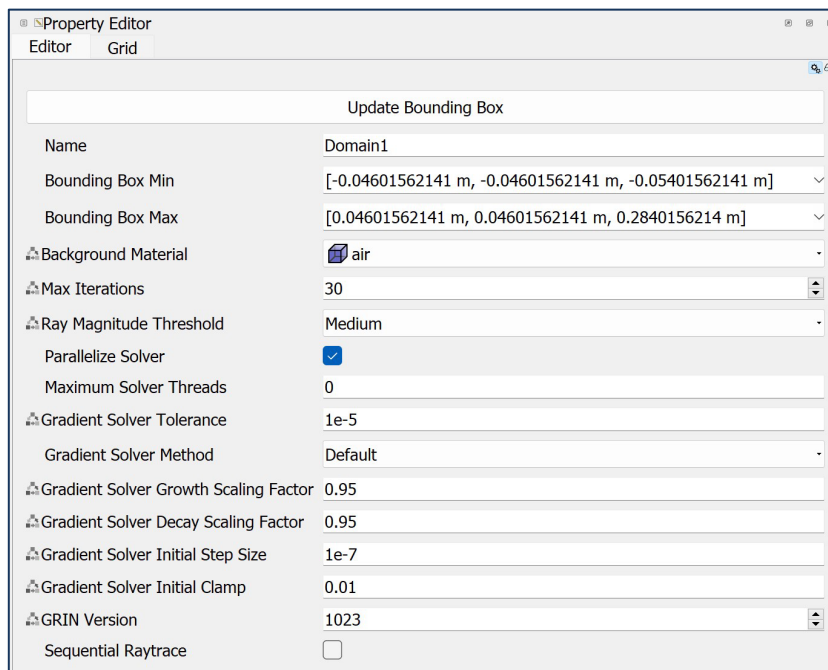 Property Editor
Editor Grid
Update Bounding Box
Name Domain1
Bounding Box Min [-0.04601562141 m, -0.04601562141 m, -0.05401562141 m]
Bounding Box Max [0.04601562141 m, 0.04601562141 m, 0.2840156214 m]
Background Material air
Max Iterations 30
Ray Magnitude Threshold Medium
Parallelize Solver
Maximum Solver Threads 0
Gradient Solver Tolerance 1e-5
Gradient Solver Method Default
Gradient Solver Growth Scaling Factor 0.95
Gradient Solver Decay Scaling Factor 0.95
Gradient Solver Initial Step Size 1e-7
Gradient Solver Initial Clamp 0.01
GRIN Version 1023
Sequential Raytrace